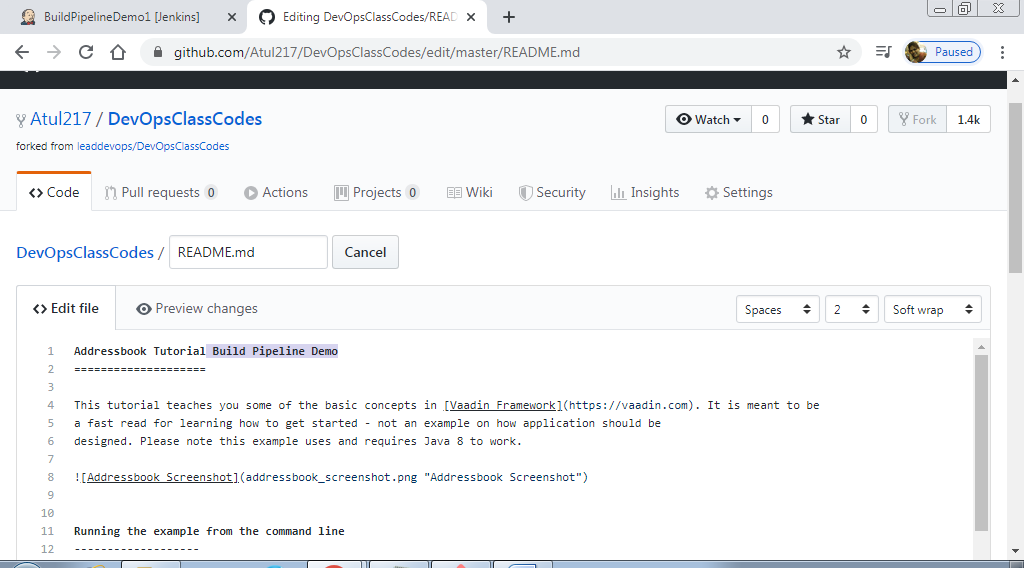 BuildPipelineDemo1 [Jenkins]
Editing DevOpsClassCodes/READ
github.com/Atul217/DevOpsClassCodes/edit/master/README.md
Paused
Atul217 / DevOpsClassCodes
Watch 0 Star 0 Fork 1.4k
forked from leaddevops/DevOpsClassCodes
Code Pull requests 0 Actions Projects 0 Wiki Security Insights Settings
DevOpsClassCodes / README.md Cancel
Edit file Preview changes Spaces 2 Soft wrap
1 Addressbook Tutorial Build Pipeline Demo
2 ====================
3
4 This tutorial teaches you some of the basic concepts in [Vaadin Framework](https://vaadin.com). It is meant to be
5 a fast read for learning how to get started - not an example on how application should be
6 designed. Please note this example uses and requires Java 8 to work.
7
8 ![Addressbook Screenshot](addressbook_screenshot.png "Addressbook Screenshot")
9
10
11 Running the example from the command line
12 -------------------